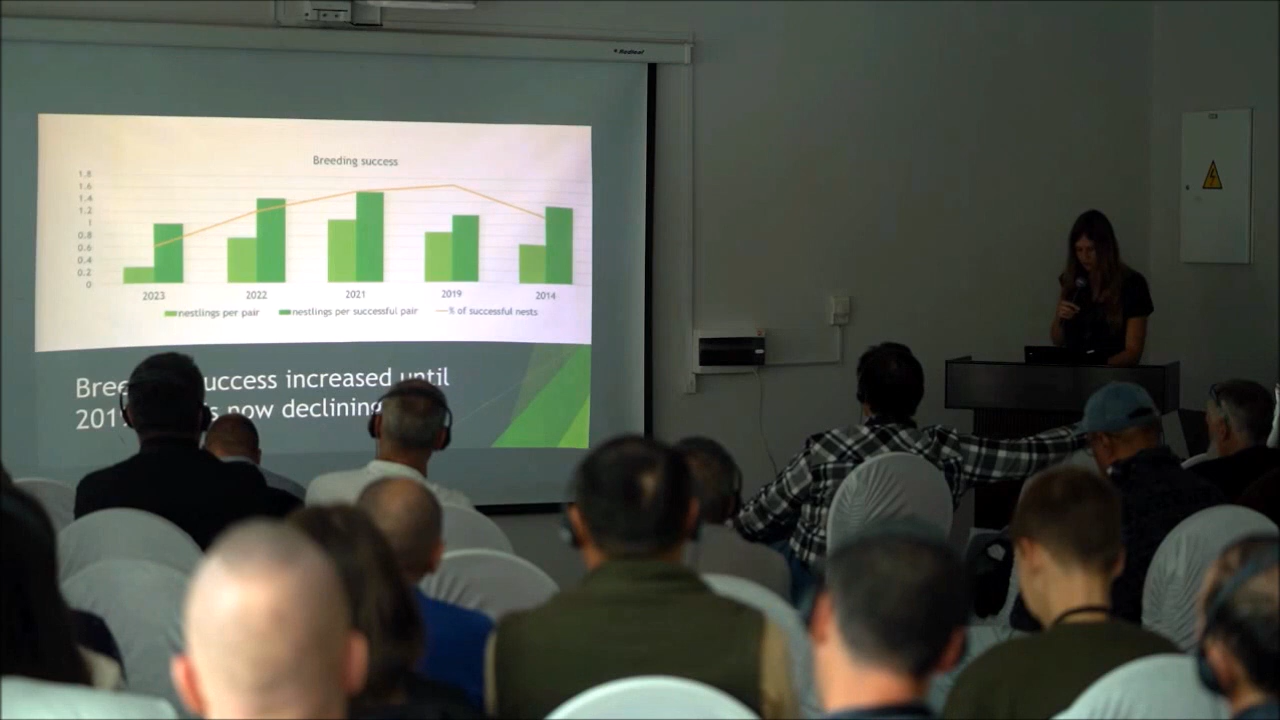 Breeding success
1.8
1.6
1.4
1.2
1
0.8
0.6
0.4
0.2
0
2023 2022 2021 2019 2014
nestlings per pair nestlings per successful pair % of successful nests
success increased until
now declining